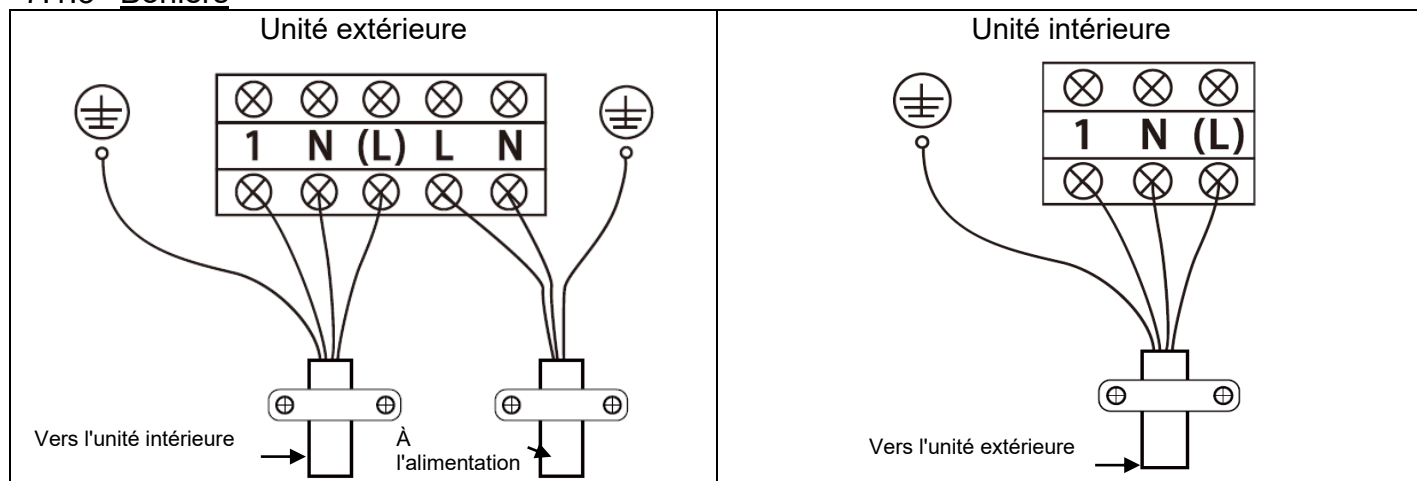 Unité extérieure
1 N (L) L N
Vers l'unité intérieure
À
l'alimentation
Unité intérieure
1 N (L)
Vers l'unité extérieure